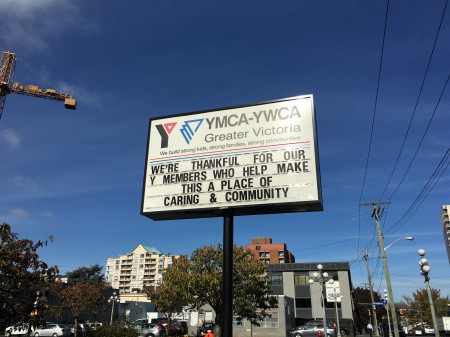 YMCA-YWCA
Greater Victoria
We build strong kids, strong families, strong communities
WE'RE THANKFUL FOR OUR
Y MEMBERS WHO HELP MAKE
THIS A PLACE OF
CARING & COMMUNITY